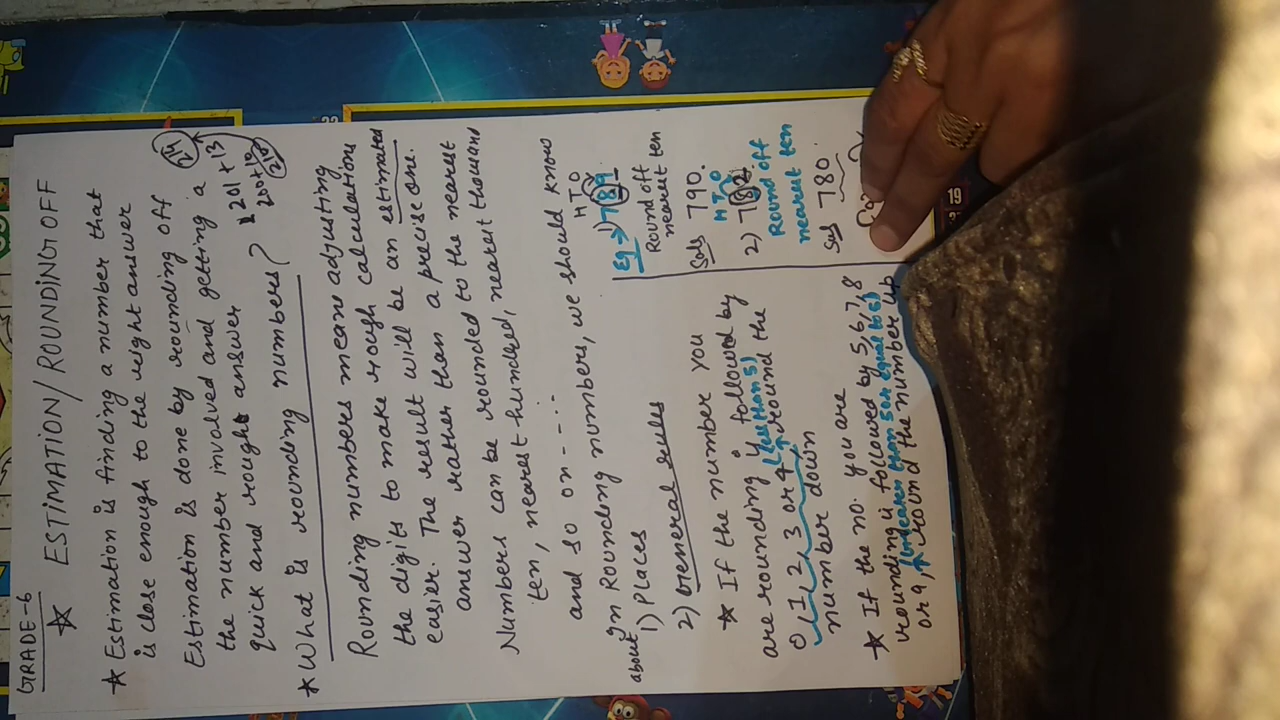 GRADE-6
★ ESTIMATION/ROUNDING OFF
★ Estimation is finding a number that
is close enough to the right answer
Estimation is done by rounding off
the number involved and getting a
quick and rough answer
201 + 13
200+10
210
214
★ What is rounding numbers?
Rounding numbers means adjusting
the digits to make rough calculations
easier. The result will be an estimated
answer rather than a precise one.
Numbers can be rounded to the nearest
ten, nearest hundred, nearest thousand
and so on - - - -
In Rounding numbers, we should know
about
1) Places
2) General rules
★ If the number you
are rounding is followed by
0, 1, 2, 3 or 4, (less than 5) round the
number down
★ If the no. you are
rounding is followed by 5, 6, 7, 8
or 9, round the number up
Eg → 1) 789
H T O
Round off
nearest ten
Sols 790.
H T O
2) 782.
Round off
nearest ten
Sol 780.
19